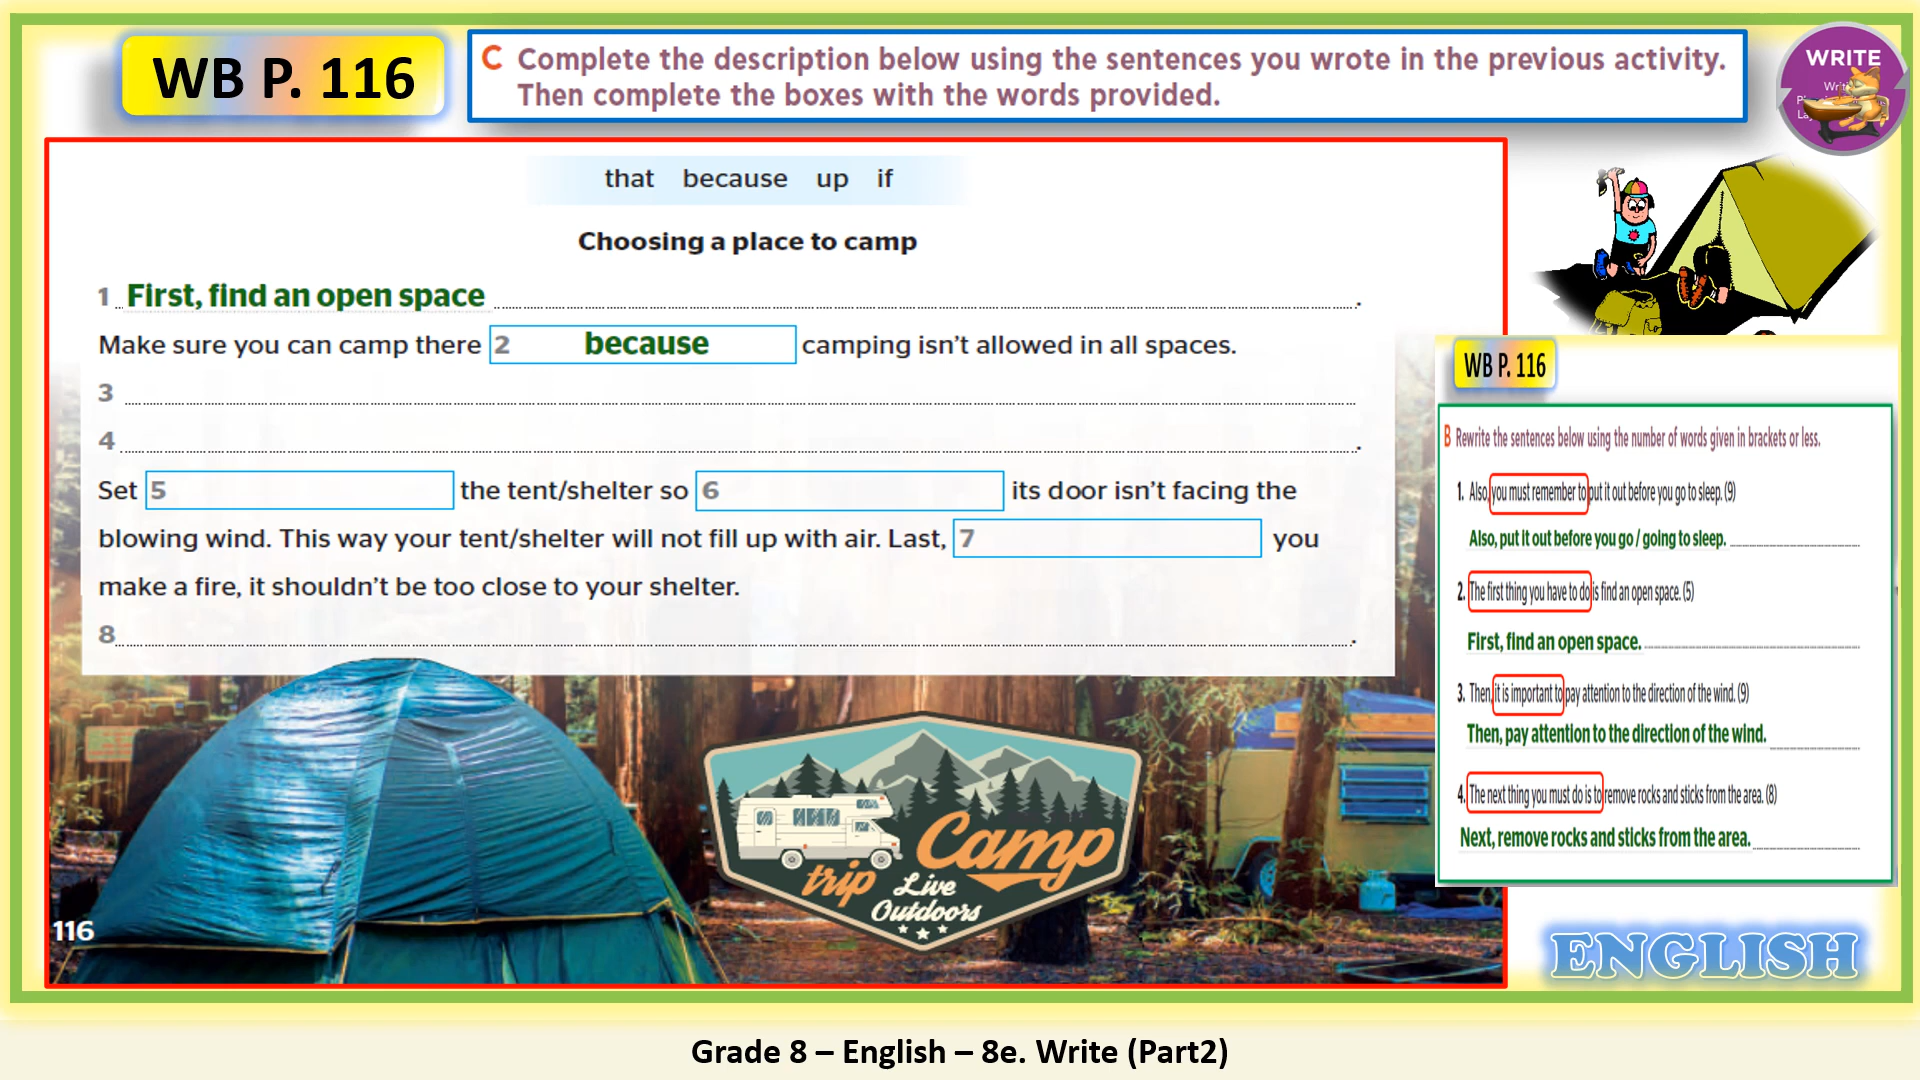 WB P. 116
C Complete the description below using the sentences you wrote in the previous activity.
Then complete the boxes with the words provided.
WRITE
that because up if
Choosing a place to camp
1 First, find an open space .
Make sure you can camp there 2 because camping isn't allowed in all spaces.
3
4 .
Set 5 the tent/shelter so 6 its door isn't facing the
blowing wind. This way your tent/shelter will not fill up with air. Last, 7 you
make a fire, it shouldn't be too close to your shelter.
8 .
Camp
trip Live
Outdoors
116
WB P. 116
B Rewrite the sentences below using the number of words given in brackets or less.
1. Also, you must remember to put it out before you go to sleep. (9)
Also, put it out before you go / going to sleep.
2. The first thing you have to do is find an open space. (5)
First, find an open space.
3. Then, it is important to pay attention to the direction of the wind. (9)
Then, pay attention to the direction of the wind.
4. The next thing you must do is to remove rocks and sticks from the area. (8)
Next, remove rocks and sticks from the area.
ENGLISH
Grade 8 – English – 8e. Write (Part2)